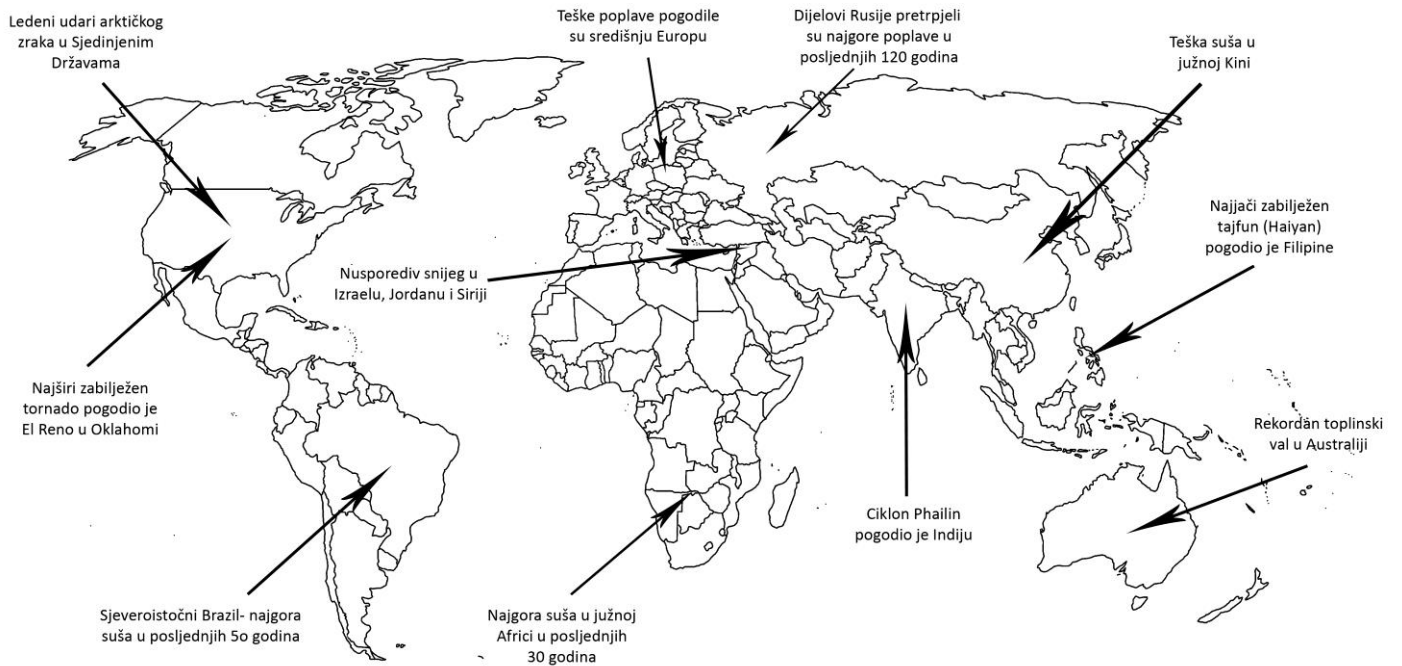 Ledeni udari arktičkog
zraka u Sjedinjenim
Državama
Teške poplave pogodile
su središnju Europu
Dijelovi Rusije pretrpjeli
su najgore poplave u
posljednjih 120 godina
Teška suša u
južnoj Kini
Najjači zabilježen
tajfun (Haiyan)
pogodio je Filipine
Nusporediv snijeg u
Izraelu, Jordanu i Siriji
Najširi zabilježen
tornado pogodio je
El Reno u Oklahomi
Rekordan toplinski
val u Australiji
Ciklon Phailin
pogodio je Indiju
Sjeveroistočni Brazil- najgora
suša u posljednjih 5o godina
Najgora suša u južnoj
Africi u posljednjih
30 godina